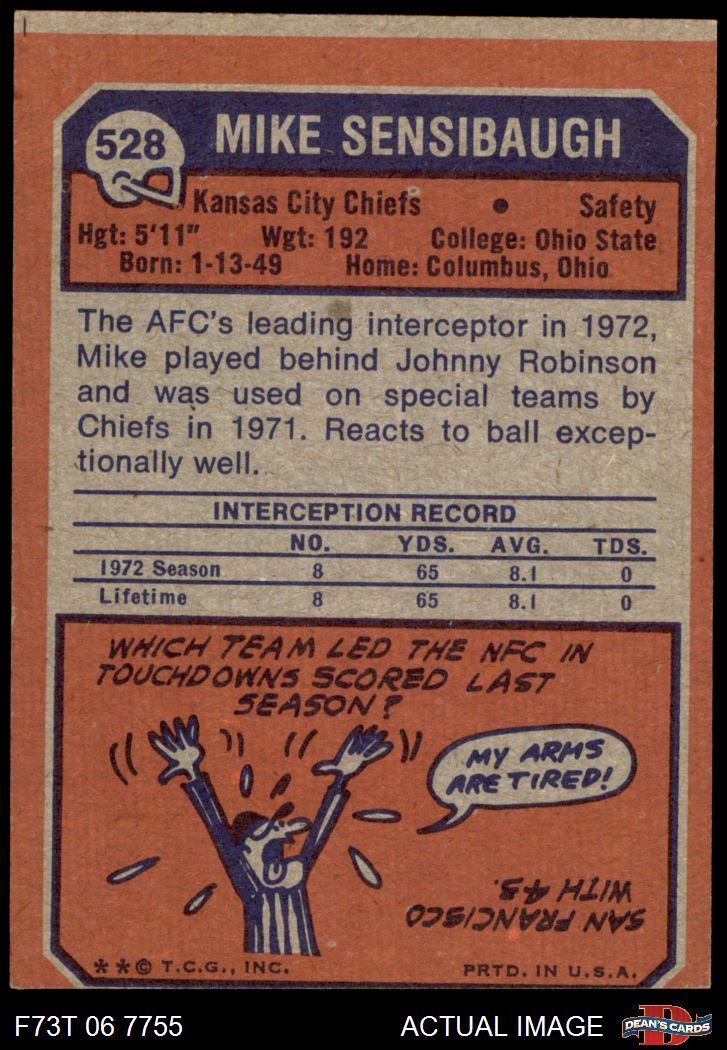 528
MIKE SENSIBAUGH
Kansas City Chiefs • Safety
Hgt: 5'11" Wgt: 192 College: Ohio State
Born: 1-13-49 Home: Columbus, Ohio
The AFC's leading interceptor in 1972,
Mike played behind Johnny Robinson
and was used on special teams by
Chiefs in 1971. Reacts to ball excep-
tionally well.
INTERCEPTION RECORD
NO. YDS. AVG. TDS.
1972 Season 8 65 8.1 0
Lifetime 8 65 8.1 0
WHICH TEAM LED THE NFC IN
TOUCHDOWNS SCORED LAST
SEASON?
MY ARMS
ARE TIRED!
SAN FRANCISCO
WITH 45.
**© T.C.G., INC. PRTD. IN U.S.A.
F73T 06 7755 ACTUAL IMAGE
D
DEAN'S CARDS